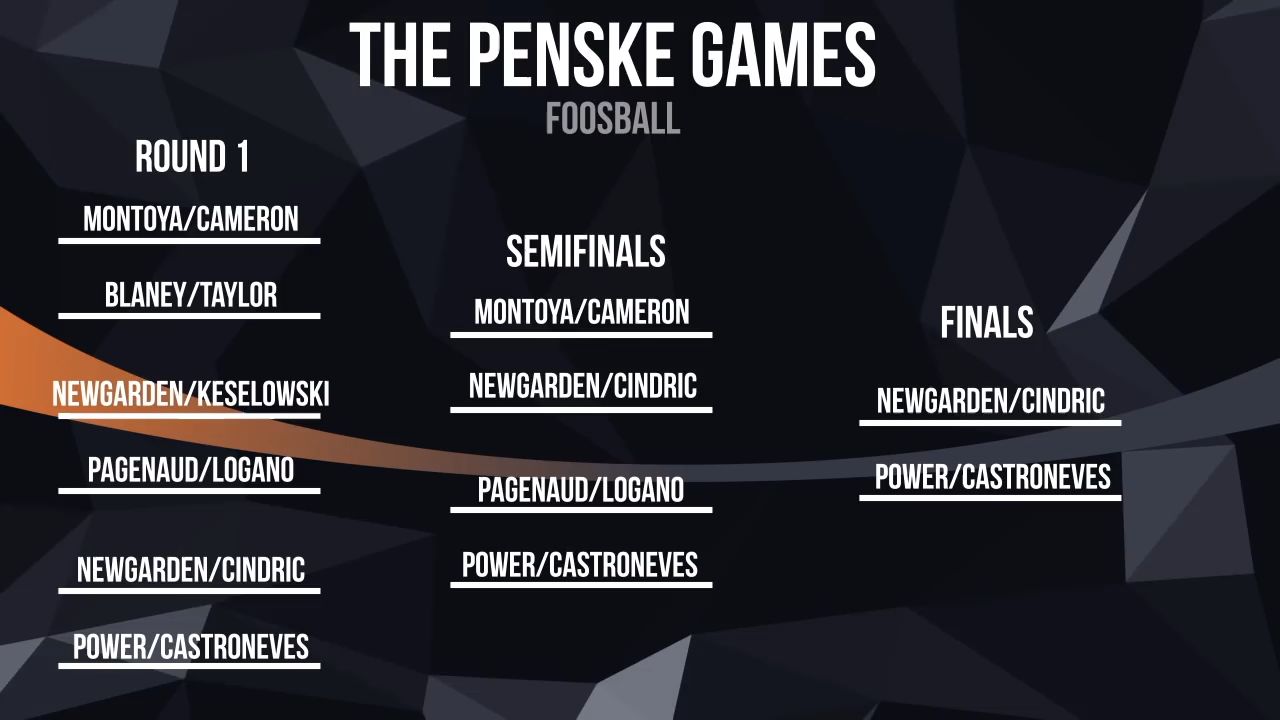 THE PENSKE GAMES
FOOSBALL
ROUND 1
MONTOYA/CAMERON
BLANEY/TAYLOR
NEWGARDEN/KESELOWSKI
PAGENAUD/LOGANO
NEWGARDEN/CINDRIC
POWER/CASTRONEVES
SEMIFINALS
MONTOYA/CAMERON
NEWGARDEN/CINDRIC
PAGENAUD/LOGANO
POWER/CASTRONEVES
FINALS
NEWGARDEN/CINDRIC
POWER/CASTRONEVES